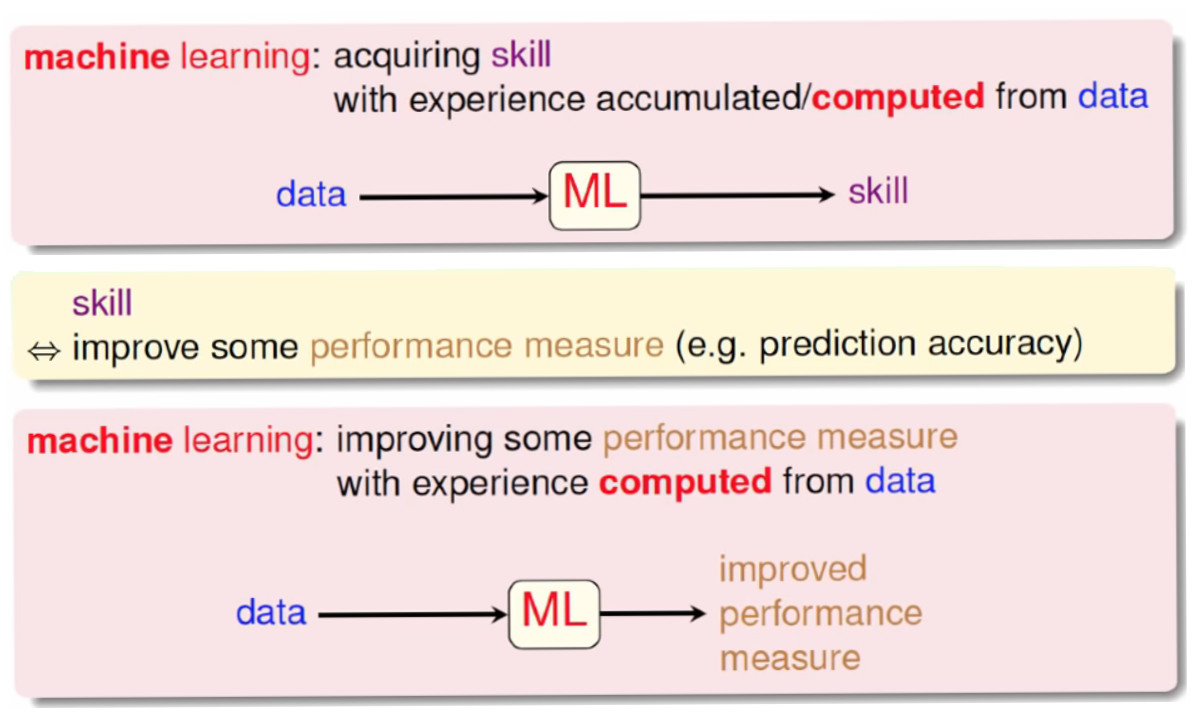 machine learning: acquiring skill
with experience accumulated/computed from data
data ML skill
skill
⇔ improve some performance measure (e.g. prediction accuracy)
machine learning: improving some performance measure
with experience computed from data
data ML improved
performance
measure